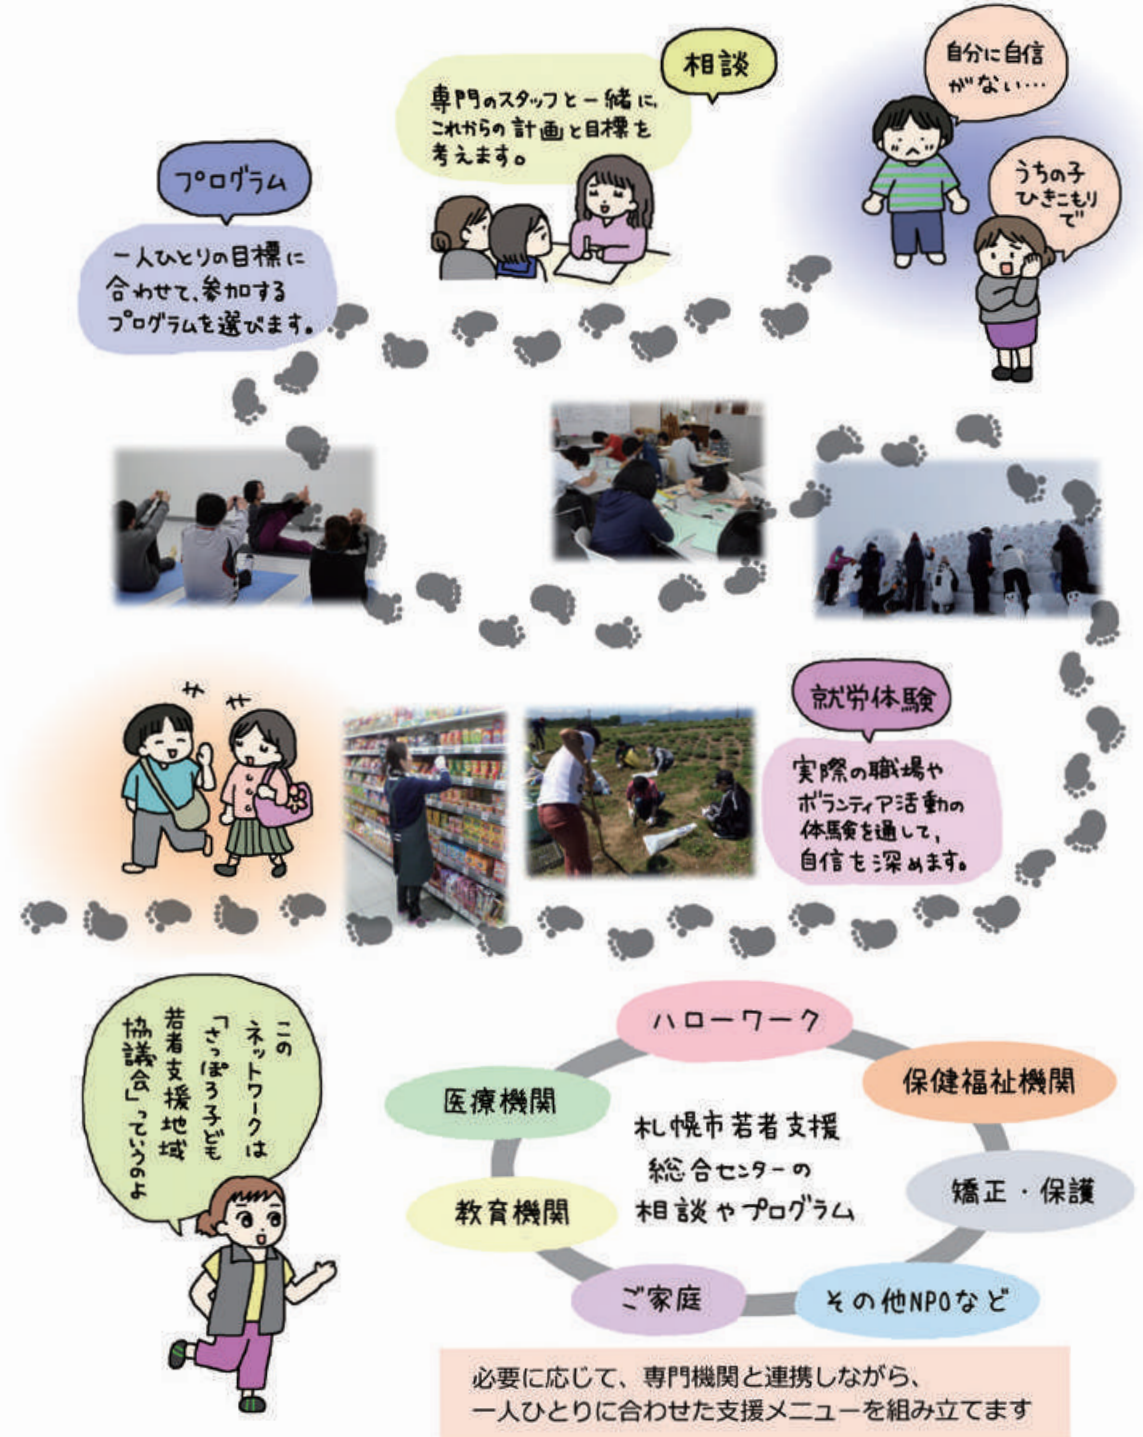 自分に自信
がない…
うちの子
ひきこもり
で
相談
専門のスタッフと一緒に、
これからの計画と目標を
考えます。
プログラム
一人ひとりの目標に
合わせて、参加する
プログラムを選びます。
就労体験
実際の職場や
ボランティア活動の
体験を通して、
自信を深めます。
この
ネットワークは
「さっぽろ子ども
若者支援地域
協議会」っていうのよ
ハローワーク
医療機関
保健福祉機関
札幌市若者支援
総合センターの
相談やプログラム
教育機関
矯正・保護
ご家庭
その他NPOなど
必要に応じて、専門機関と連携しながら、
一人ひとりに合わせた支援メニューを組み立てます